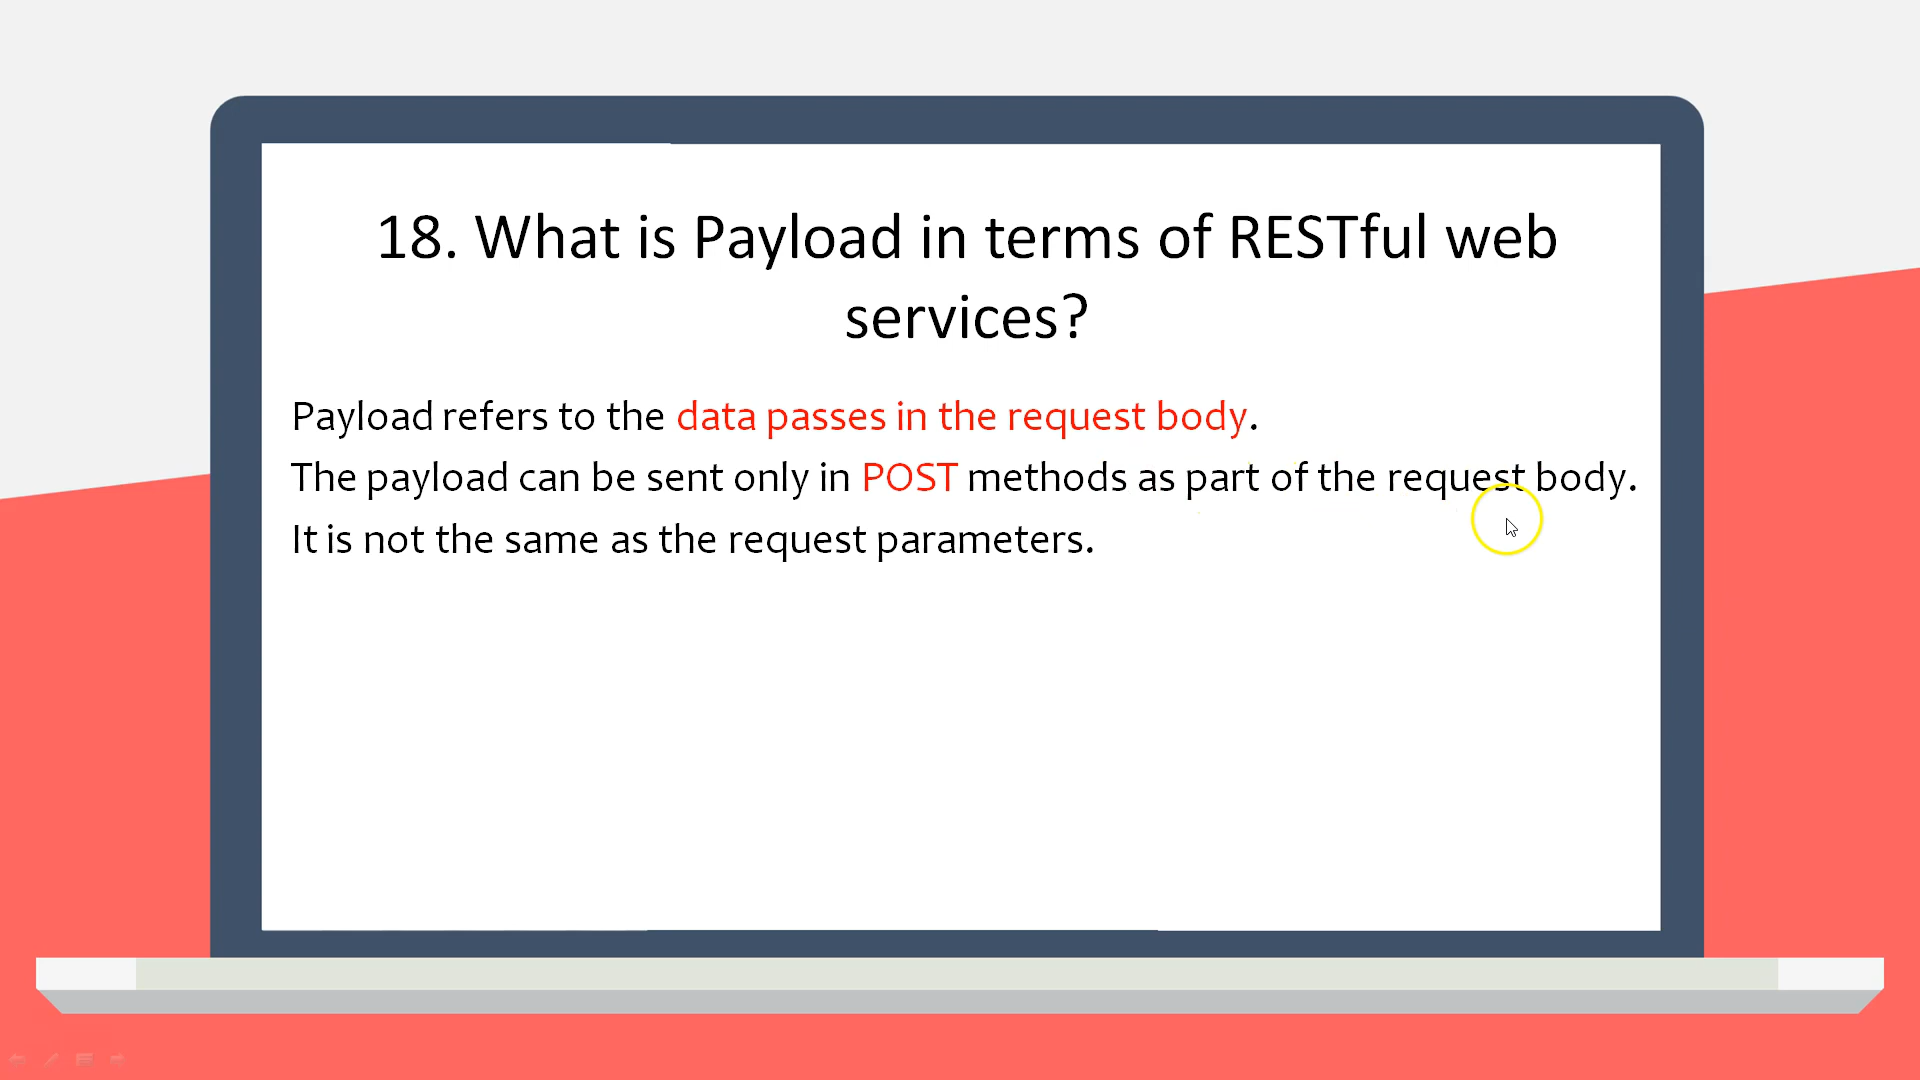 18. What is Payload in terms of RESTful web
services?
Payload refers to the data passes in the request body.
The payload can be sent only in POST methods as part of the request body.
It is not the same as the request parameters.